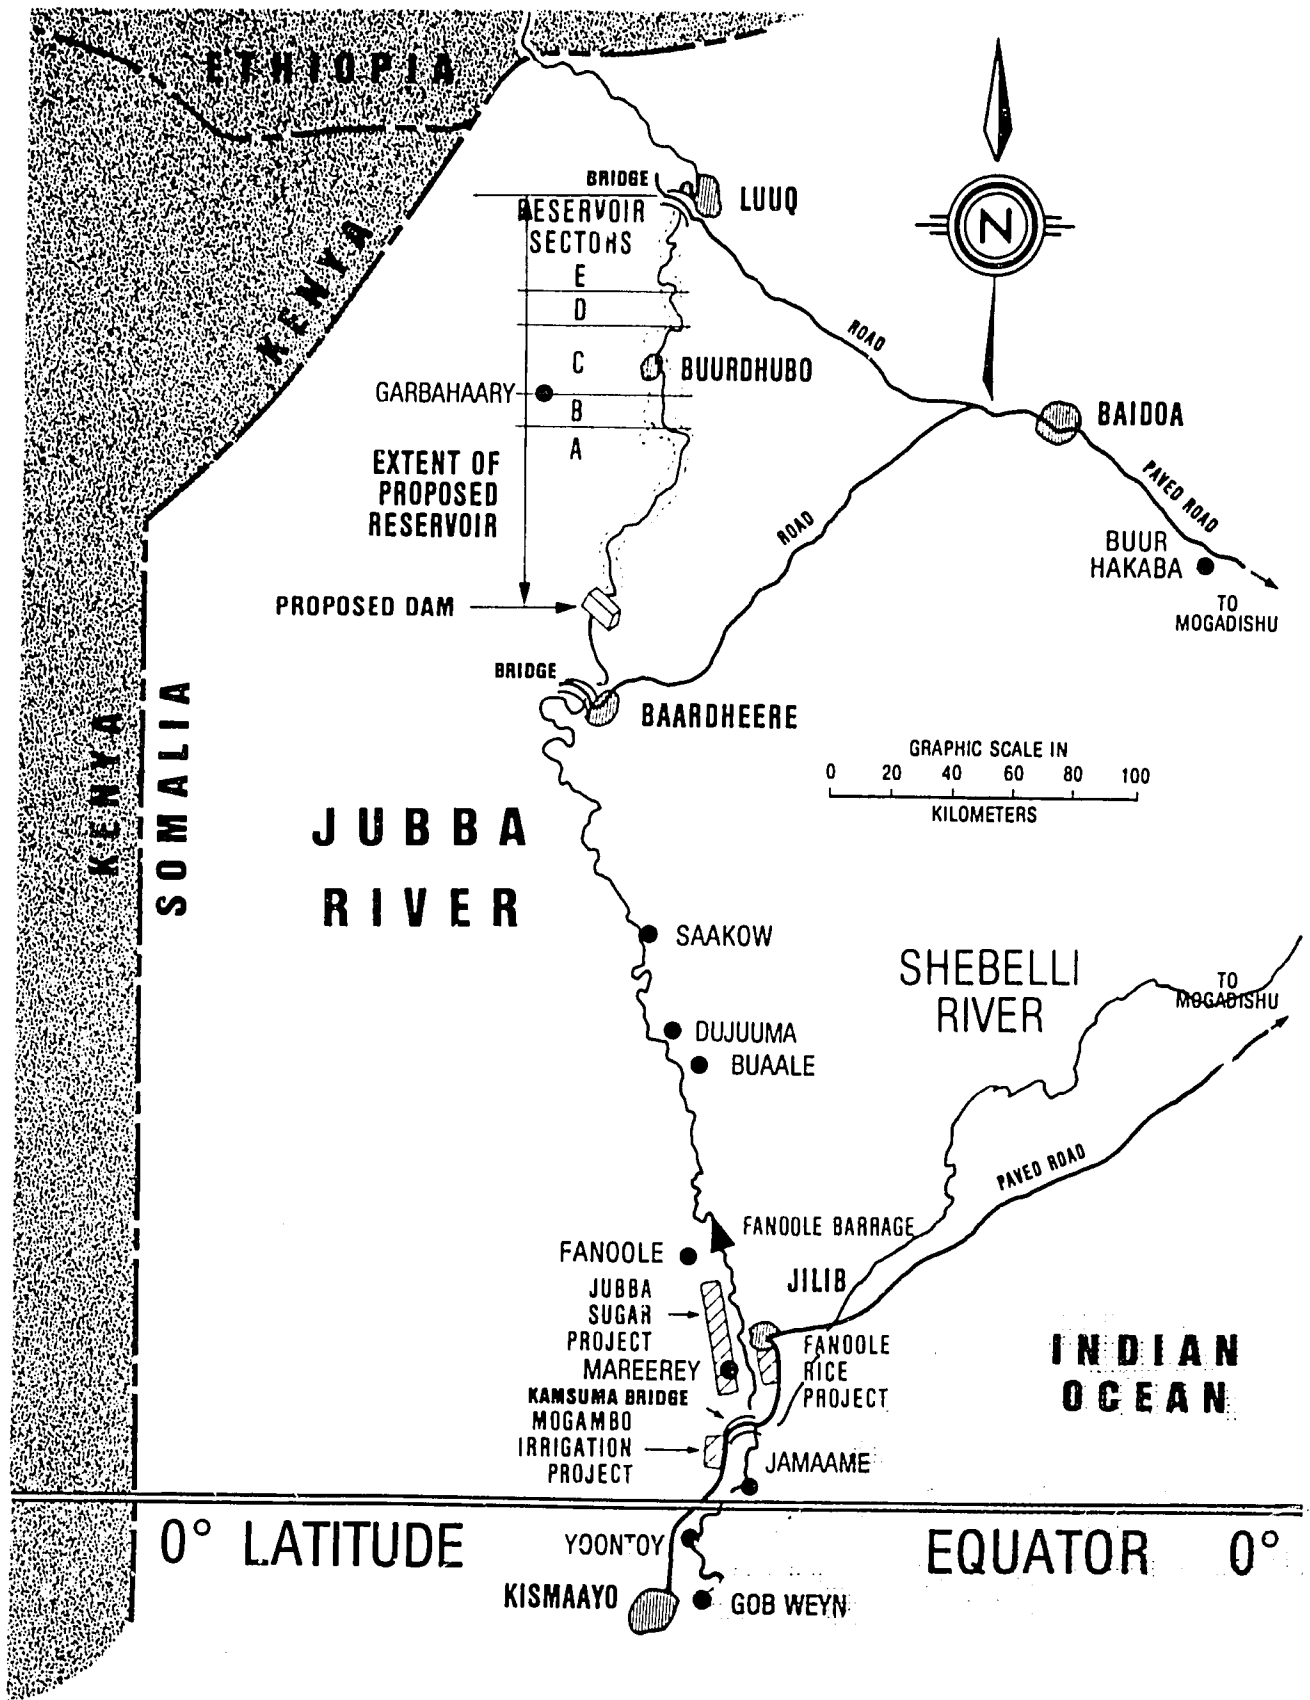 ETHIOPIA
KENYA
BRIDGE
LUUQ
RESERVOIR
SECTORS
E
D
C
B
A
N
ROAD
BUURDHUBO
GARBAHAARY
BAIDOA
EXTENT OF
PROPOSED
RESERVOIR
PAVED ROAD
ROAD
BUUR
HAKABA
TO
MOGADISHU
PROPOSED DAM
BRIDGE
BAARDHEERE
KENYA
SOMALIA
GRAPHIC SCALE IN
0 20 40 60 80 100
KILOMETERS
JUBBA
RIVER
SAAKOW
SHEBELLI
RIVER
TO
MOGADISHU
DUJUUMA
BUAALE
PAVED ROAD
FANOOLE BARRAGE
FANOOLE
JILIB
JUBBA
SUGAR
PROJECT
MAREEREY
FANOOLE
RICE
PROJECT
INDIAN
OCEAN
KAMSUMA BRIDGE
MOGAMBO
IRRIGATION
PROJECT
JAMAAME
0° LATITUDE
EQUATOR 0°
YOONTOY
KISMAAYO
GOB WEYN